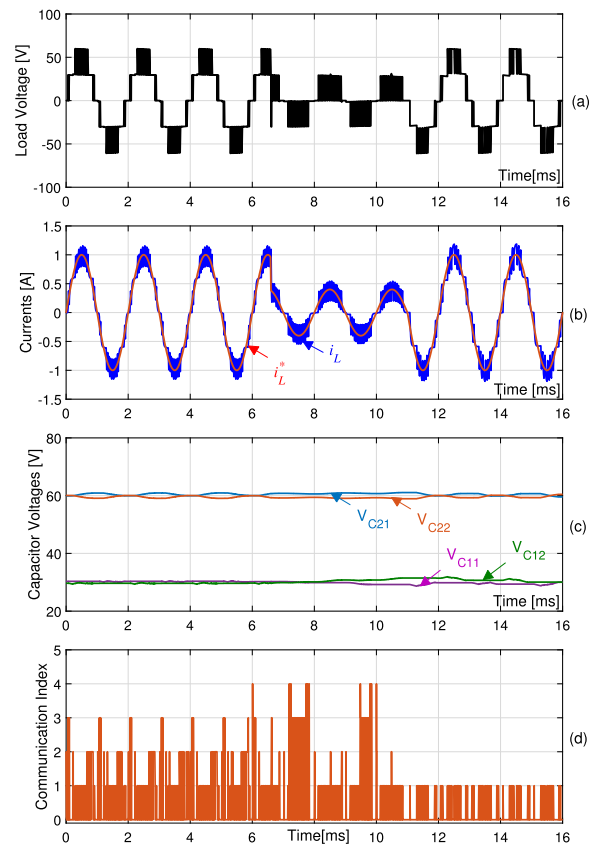 Load Voltage [V]
100
50
0
-50
-100
0 2 4 6 8 10 12 14 16
Time[ms]
(a)
Currents [A]
1.5
1
0.5
0
-0.5
-1
-1.5
i*L
iL
0 2 4 6 8 10 12 14 16
Time [ms]
(b)
Capacitor Voltages [V]
80
60
40
20
VC21
VC22
VC11
VC12
0 2 4 6 8 10 12 14 16
Time [ms]
(c)
Communication Index
5
4
3
2
1
0
0 2 4 6 8 10 12 14 16
Time[ms]
(d)